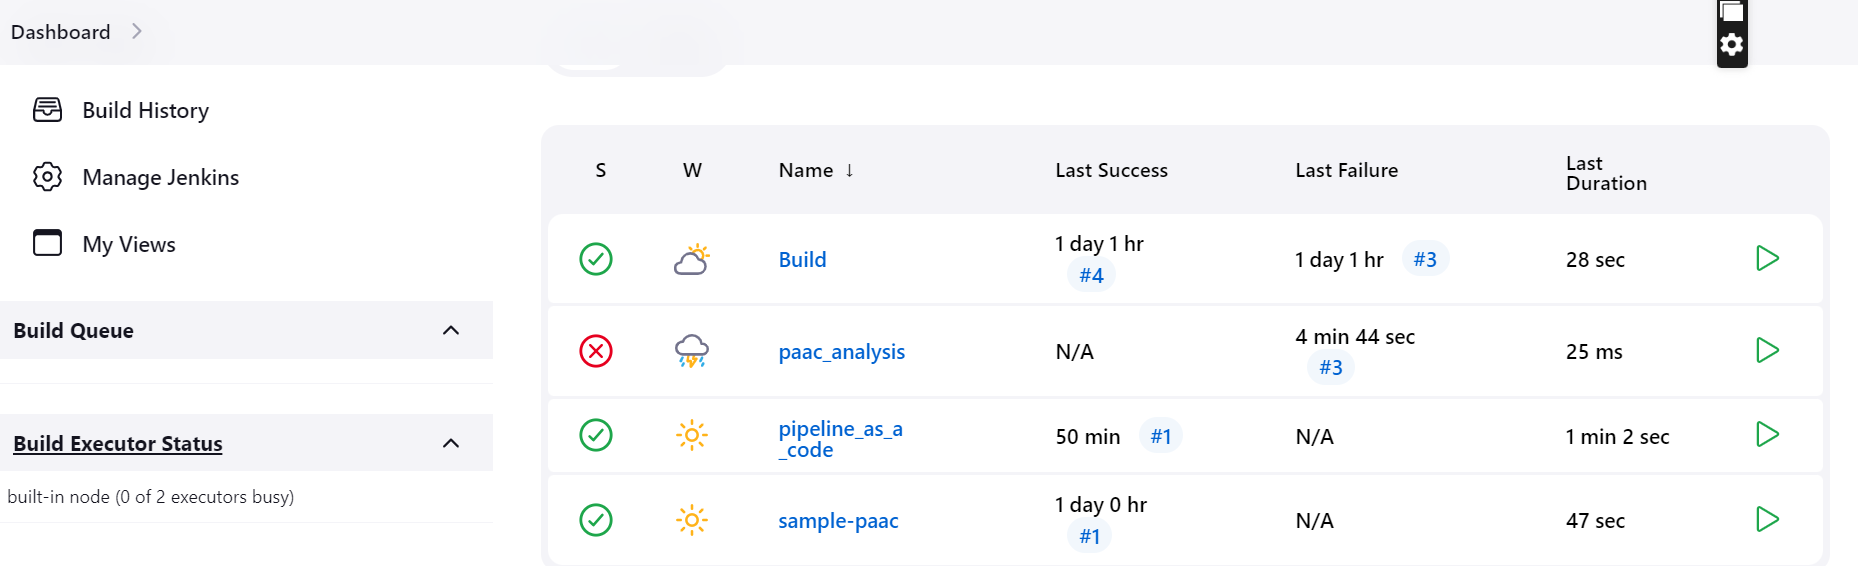 Dashboard
Build History
Manage Jenkins
My Views
Build Queue
Build Executor Status
built-in node (0 of 2 executors busy)
S W Name ↓ Last Success Last Failure Last
Duration
Build 1 day 1 hr
#4 1 day 1 hr #3 28 sec
paac_analysis N/A 4 min 44 sec
#3 25 ms
pipeline_as_a
_code 50 min #1 N/A 1 min 2 sec
sample-paac 1 day 0 hr
#1 N/A 47 sec